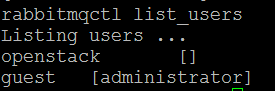 rabbitmqctl list_users
Listing users ...
openstack []
guest [administrator]